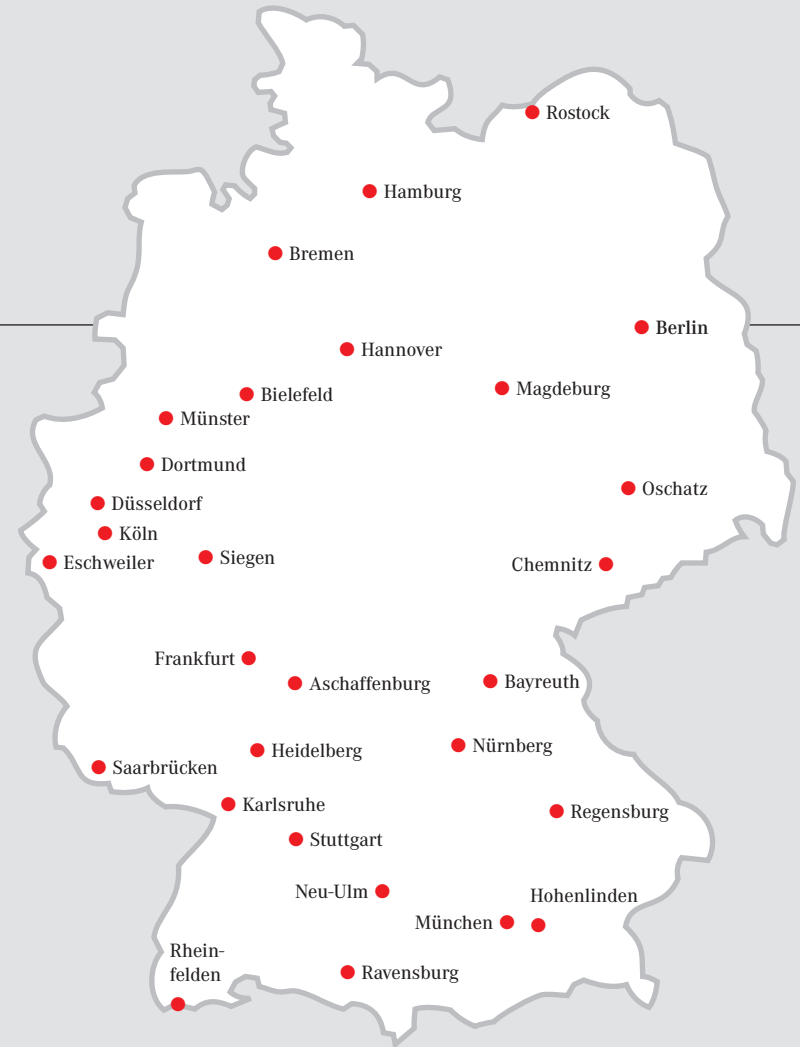 Rostock
Hamburg
Bremen
Berlin
Hannover
Magdeburg
Bielefeld
Münster
Dortmund
Oschatz
Düsseldorf
Köln
Siegen
Eschweiler
Chemnitz
Frankfurt
Aschaffenburg
Bayreuth
Nürnberg
Heidelberg
Saarbrücken
Karlsruhe
Regensburg
Stuttgart
Neu-Ulm
Hohenlinden
München
Rhein-
felden
Ravensburg